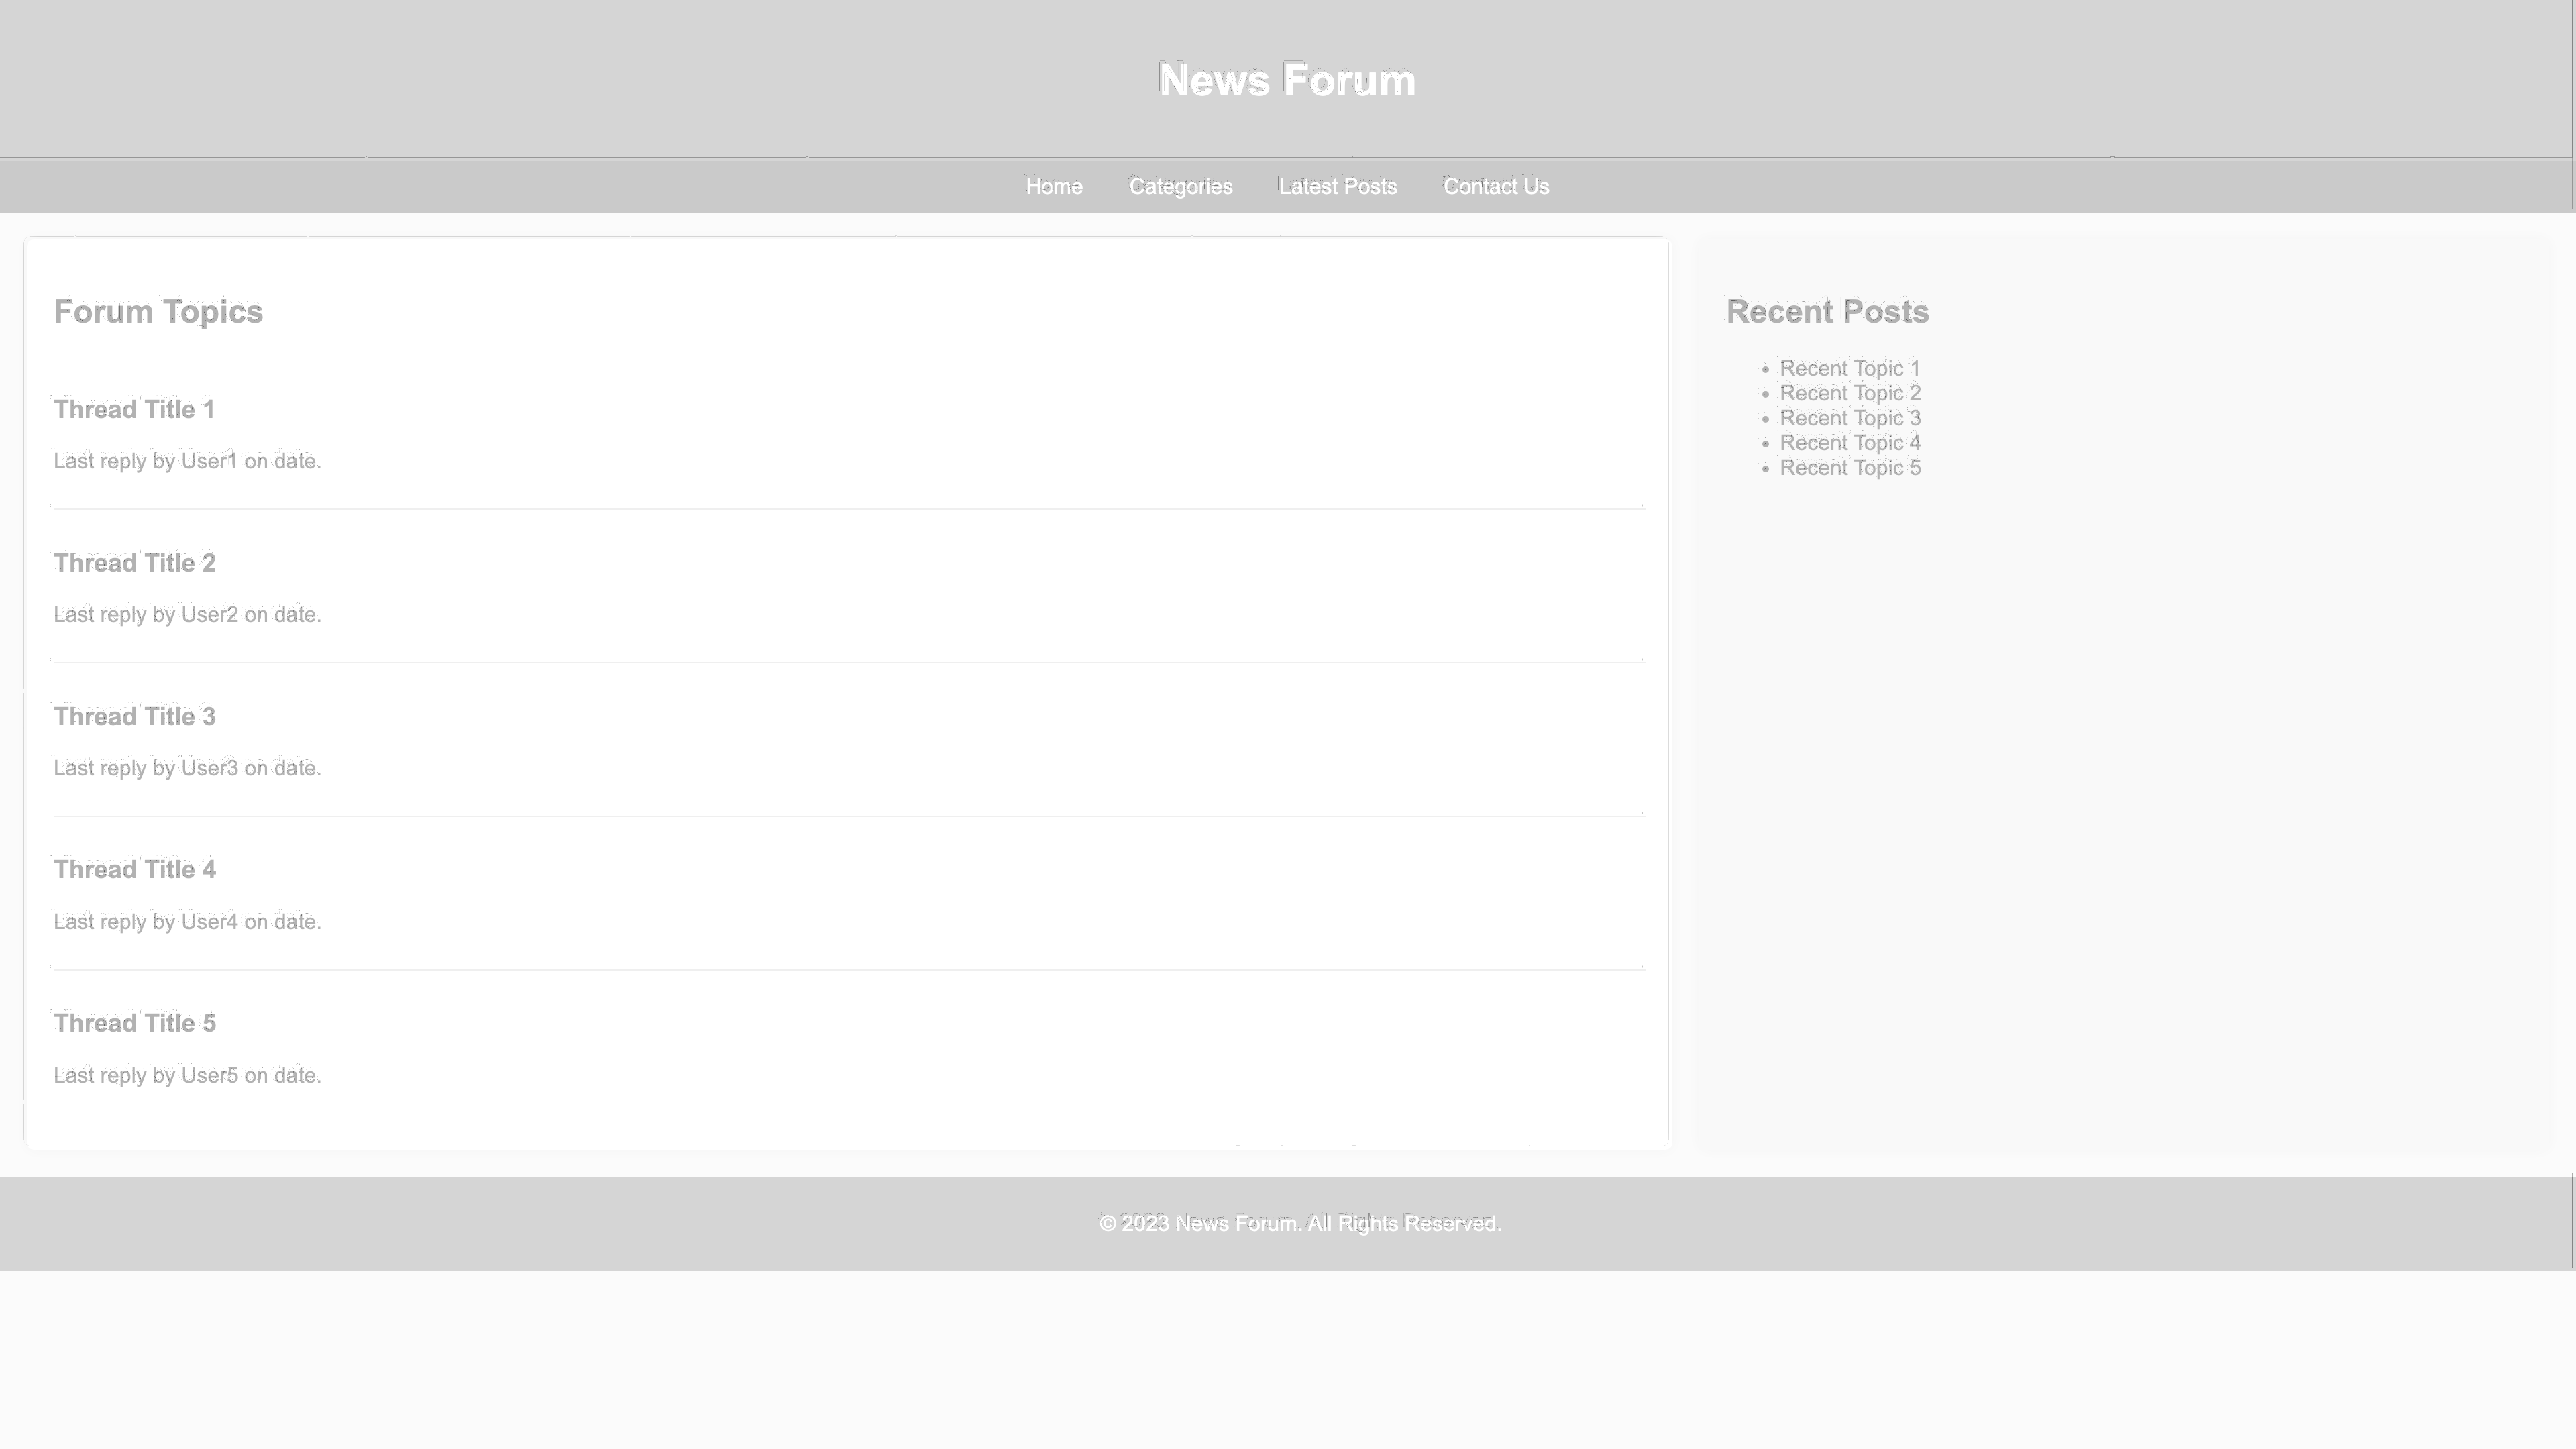 News Forum
Home Categories Latest Posts Contact Us
Forum Topics
Thread Title 1
Last reply by User1 on date.
Thread Title 2
Last reply by User2 on date.
Thread Title 3
Last reply by User3 on date.
Thread Title 4
Last reply by User4 on date.
Thread Title 5
Last reply by User5 on date.
Recent Posts
Recent Topic 1
Recent Topic 2
Recent Topic 3
Recent Topic 4
Recent Topic 5
© 2023 News Forum. All Rights Reserved.